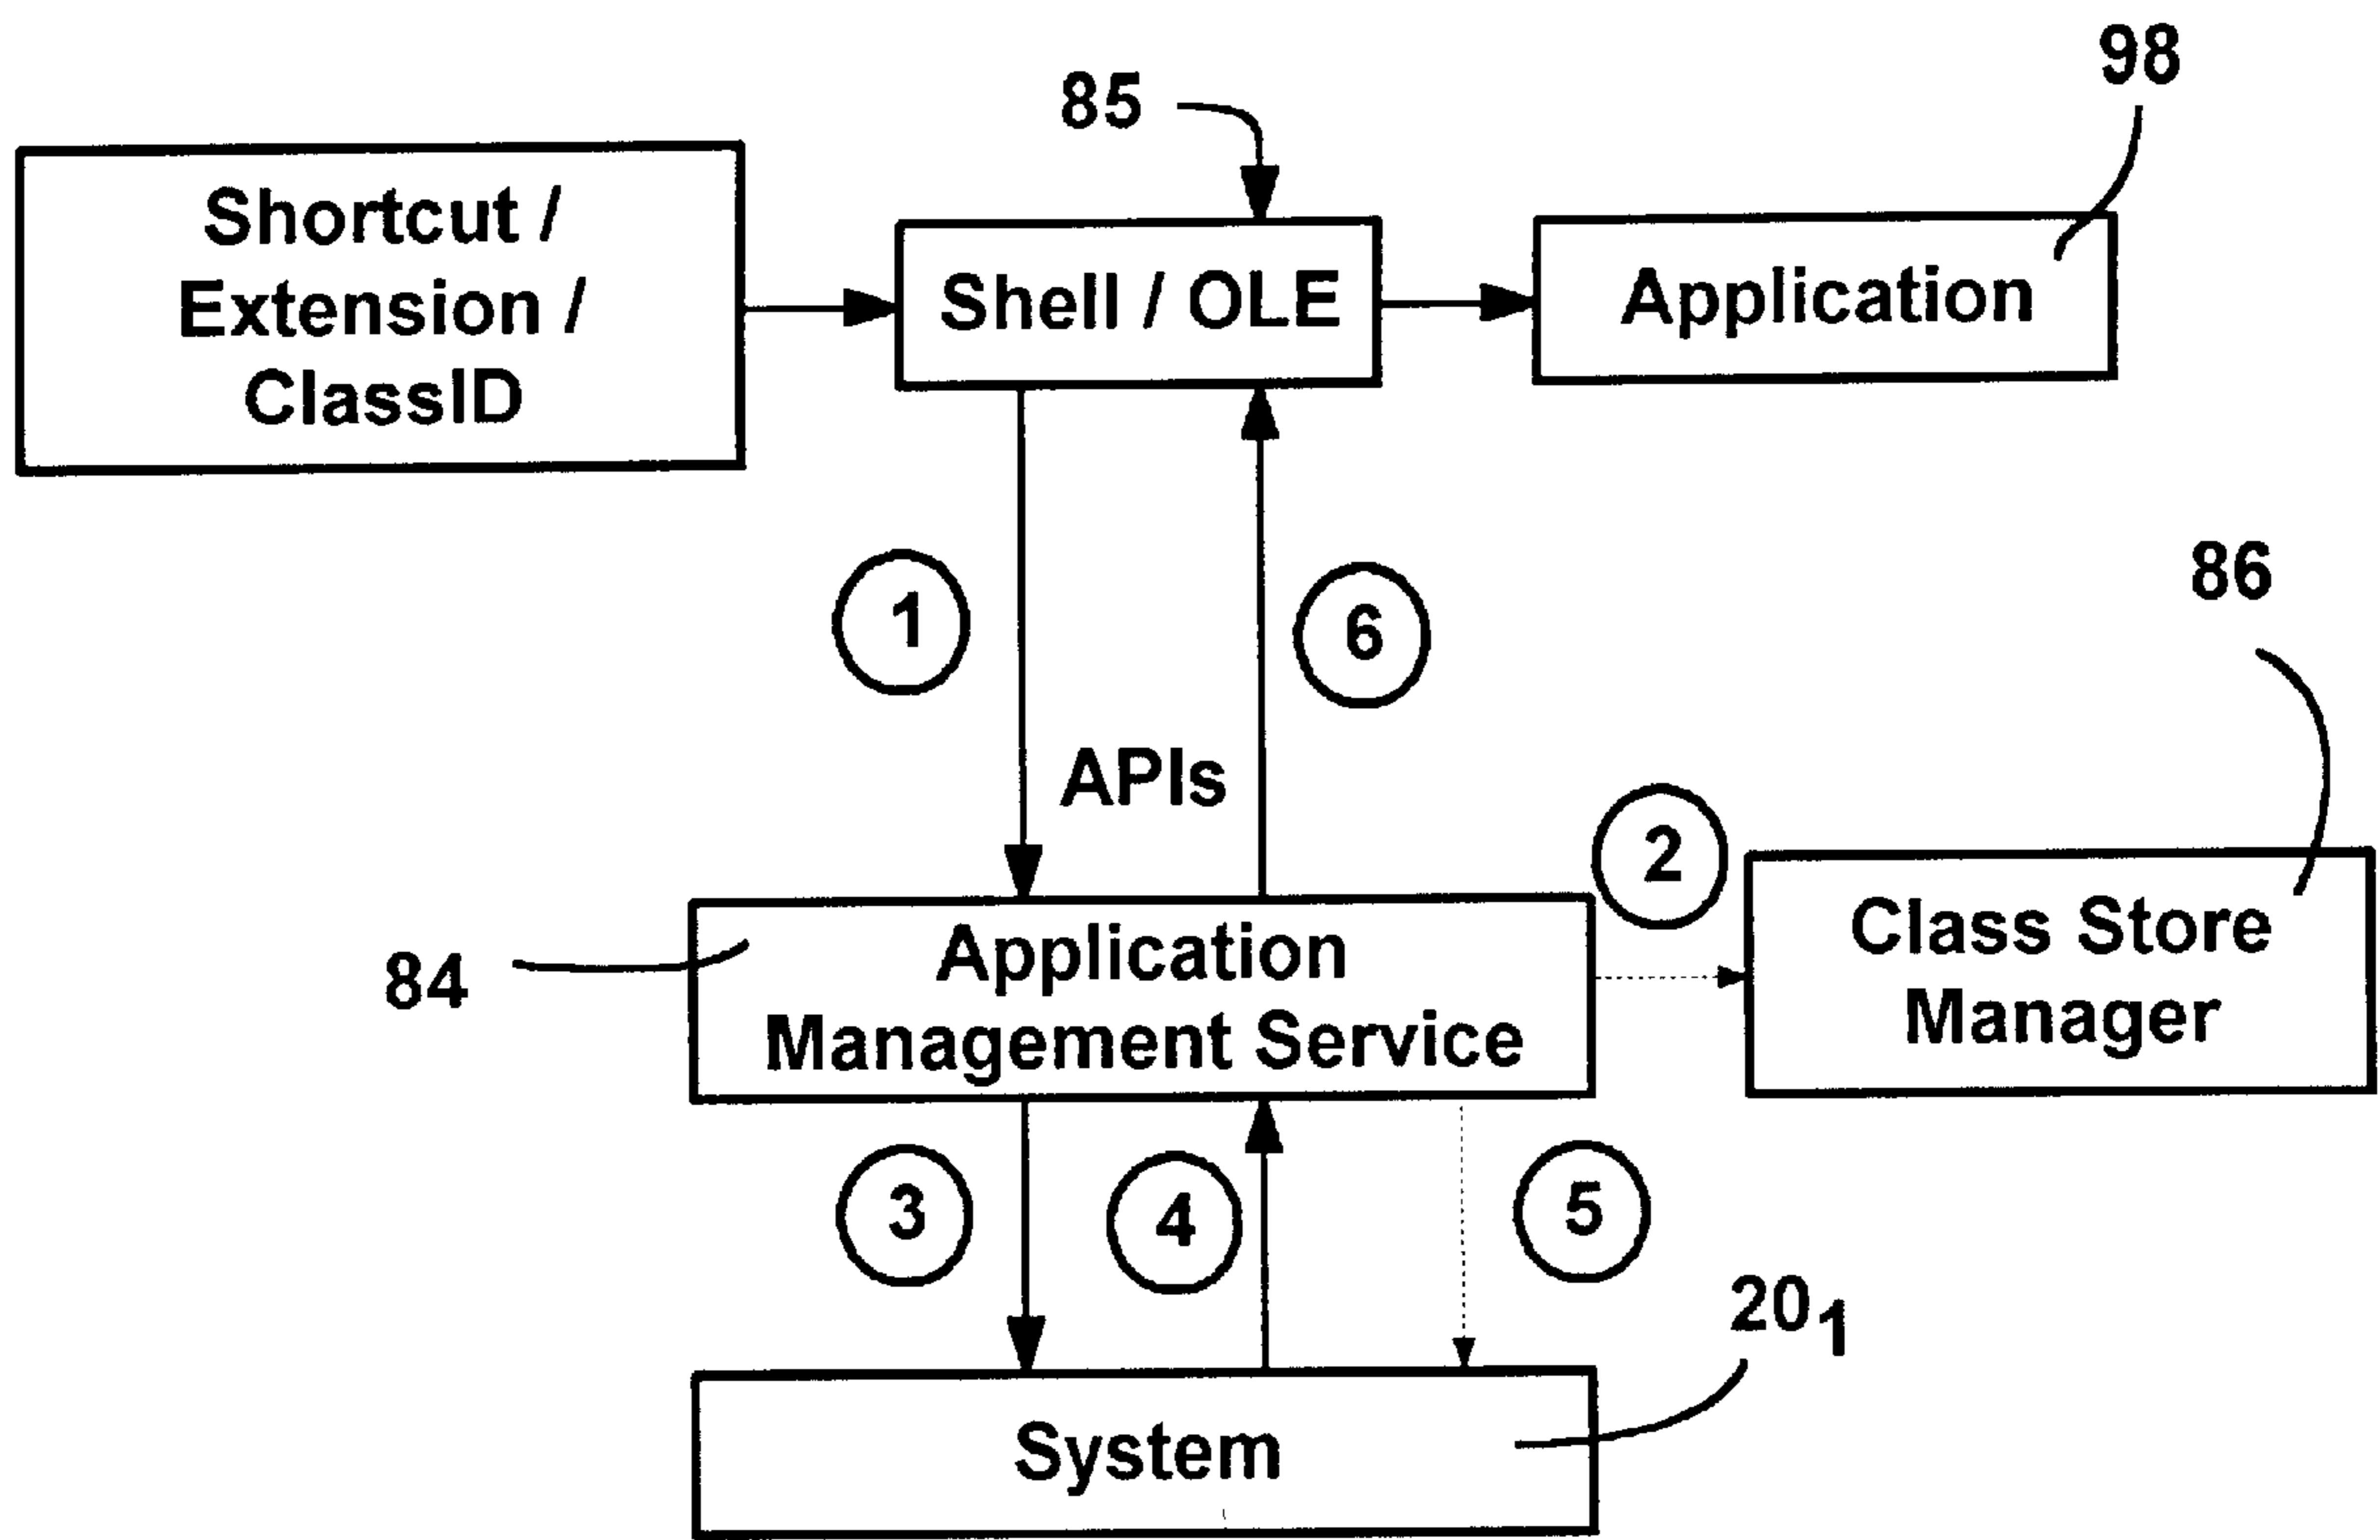 98
85
Shortcut /
Extension /
ClassID
Shell / OLE
Application
86
1
6
APIs
2
Class Store
Manager
84
Application
Management Service
3
4
5
20₁
System